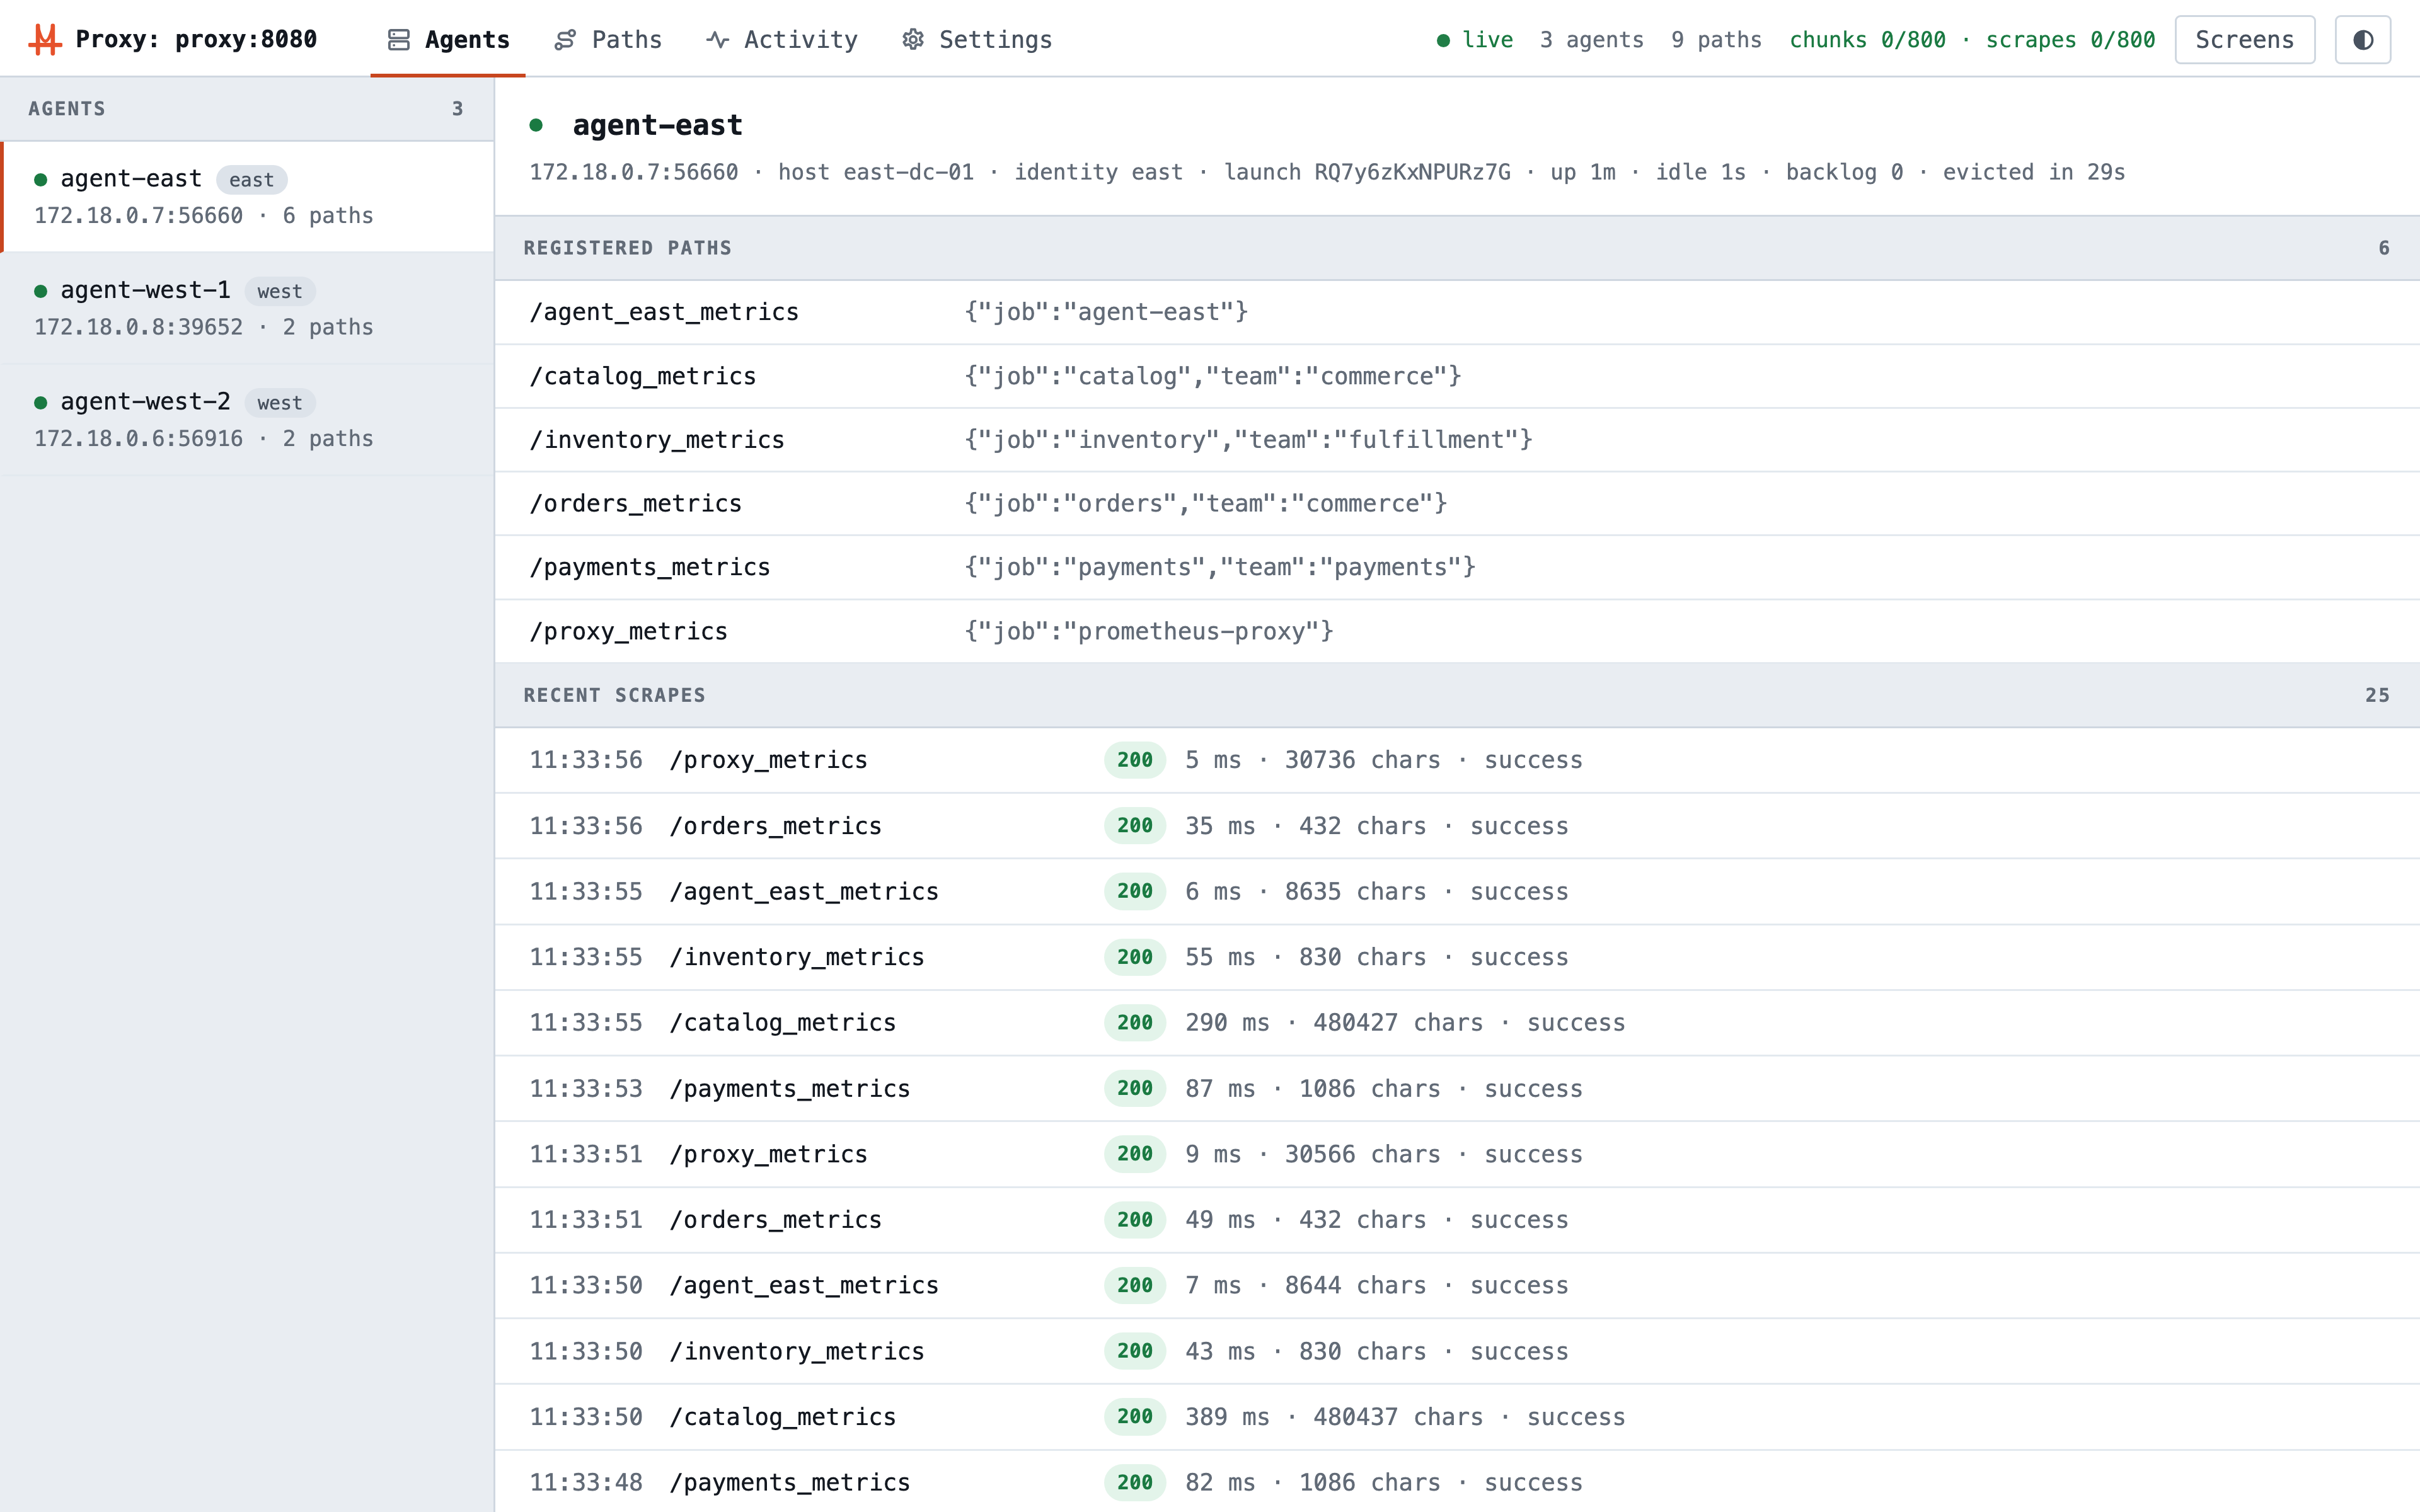 Proxy: proxy:8080 Agents Paths Activity Settings live 3 agents 9 paths chunks 0/800 · scrapes 0/800 Screens
AGENTS 3
agent-east east
172.18.0.7:56660 · 6 paths
agent-west-1 west
172.18.0.8:39652 · 2 paths
agent-west-2 west
172.18.0.6:56916 · 2 paths
agent-east
172.18.0.7:56660 · host east-dc-01 · identity east · launch RQ7y6zKxNPURz7G · up 1m · idle 1s · backlog 0 · evicted in 29s
REGISTERED PATHS 6
/agent_east_metrics {"job":"agent-east"}
/catalog_metrics {"job":"catalog","team":"commerce"}
/inventory_metrics {"job":"inventory","team":"fulfillment"}
/orders_metrics {"job":"orders","team":"commerce"}
/payments_metrics {"job":"payments","team":"payments"}
/proxy_metrics {"job":"prometheus-proxy"}
RECENT SCRAPES 25
11:33:56 /proxy_metrics 200 5 ms · 30736 chars · success
11:33:56 /orders_metrics 200 35 ms · 432 chars · success
11:33:55 /agent_east_metrics 200 6 ms · 8635 chars · success
11:33:55 /inventory_metrics 200 55 ms · 830 chars · success
11:33:55 /catalog_metrics 200 290 ms · 480427 chars · success
11:33:53 /payments_metrics 200 87 ms · 1086 chars · success
11:33:51 /proxy_metrics 200 9 ms · 30566 chars · success
11:33:51 /orders_metrics 200 49 ms · 432 chars · success
11:33:50 /agent_east_metrics 200 7 ms · 8644 chars · success
11:33:50 /inventory_metrics 200 43 ms · 830 chars · success
11:33:50 /catalog_metrics 200 389 ms · 480437 chars · success
11:33:48 /payments_metrics 200 82 ms · 1086 chars · success